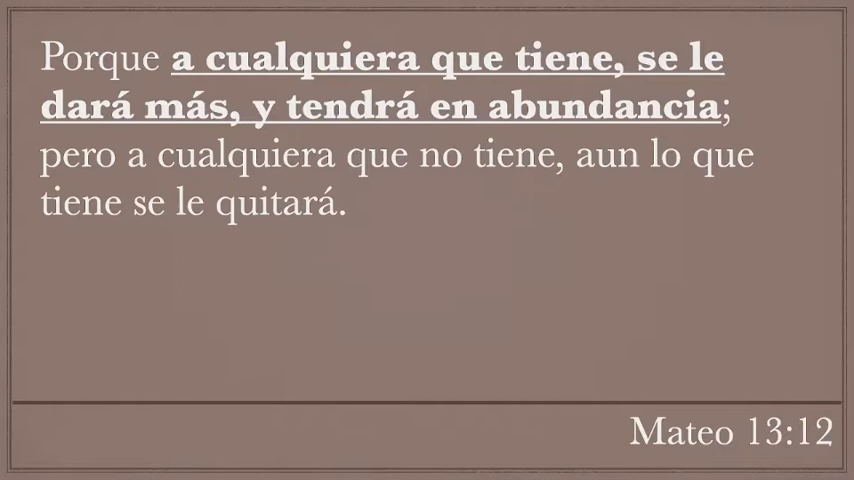 Porque a cualquiera que tiene, se le
dará más, y tendrá en abundancia;
pero a cualquiera que no tiene, aun lo que
tiene se le quitará.
Mateo 13:12